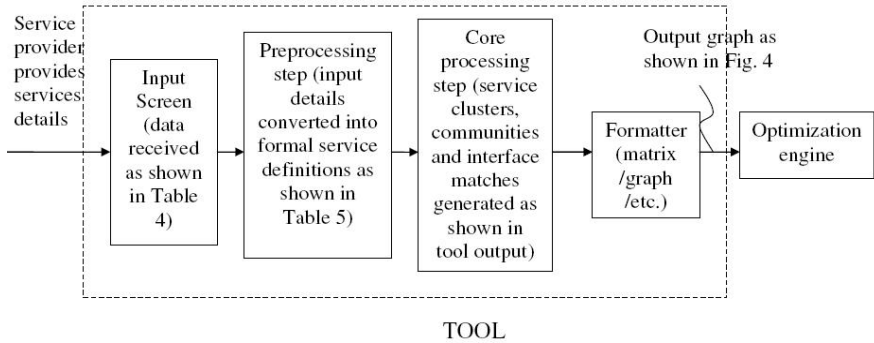 Service
provider
provides
services
details
Input
Screen
(data
received
as shown
in Table
4)
Preprocessing
step (input
details
converted into
formal service
definitions as
shown in
Table 5)
Core
processing
step (service
clusters,
communities
and interface
matches
generated as
shown in
tool output)
Formatter
(matrix
/graph
/etc.)
Output graph as
shown in Fig. 4
Optimization
engine
TOOL